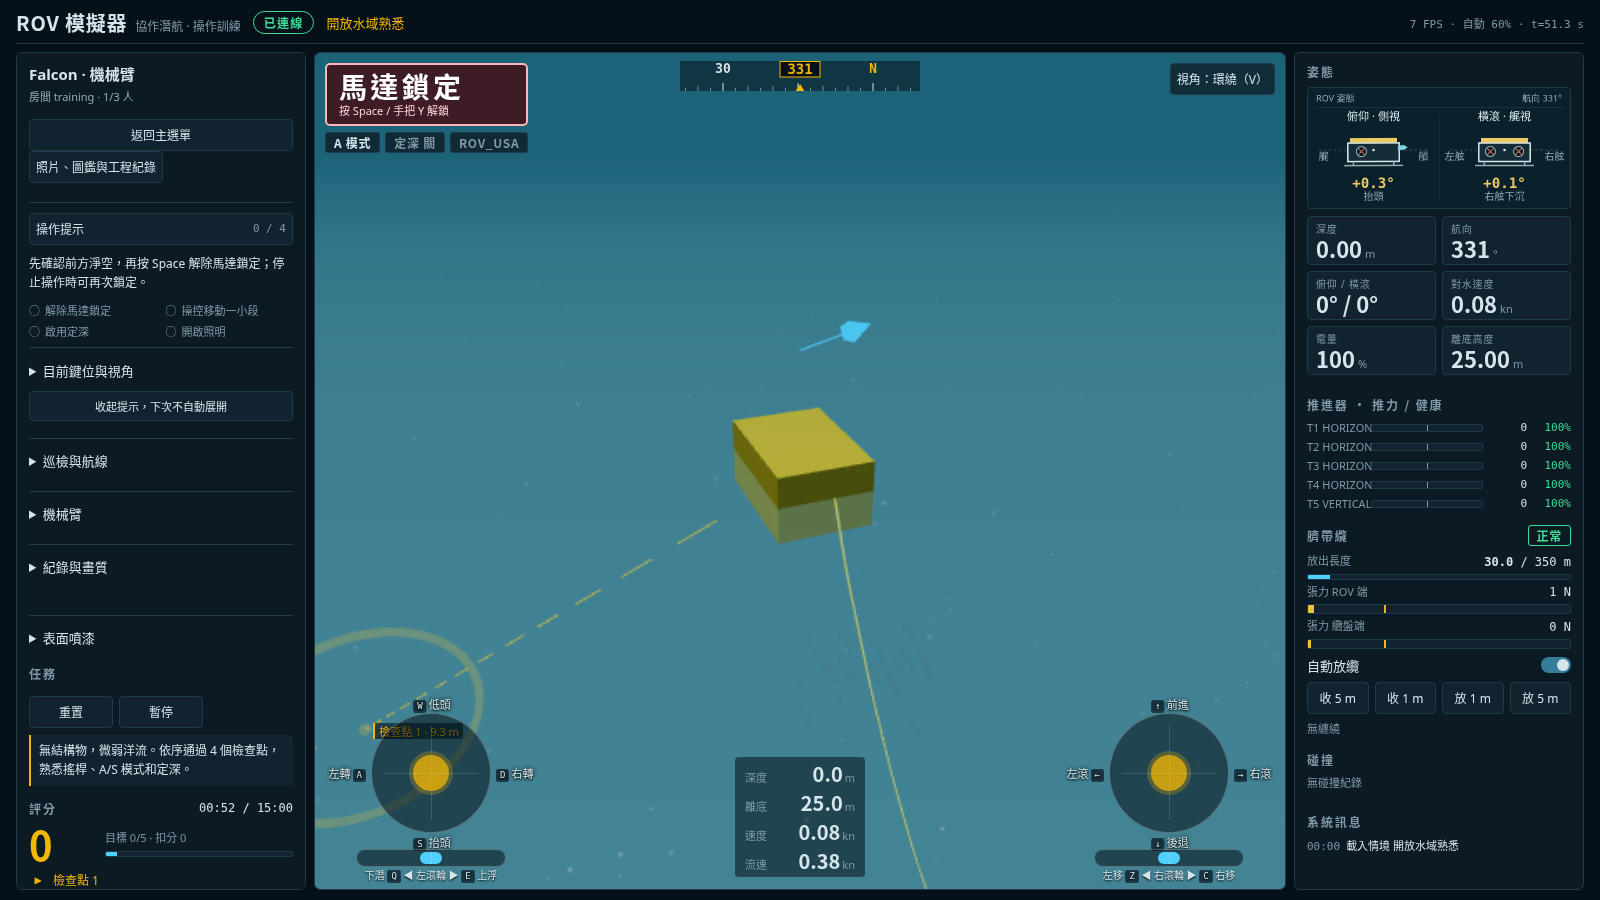 ROV 模擬器 協作潛航 · 操作訓練 已連線 開放水域熟悉
7 FPS · 自動 60% · t=51.3 s
Falcon · 機械臂
房間 training · 1/3 人
返回主選單
照片、圖鑑與工程紀錄
操作提示 0 / 4
先確認前方淨空，再按 Space 解除馬達鎖定；停
止操作時可再次鎖定。
解除馬達鎖定 操控移動一小段
啟用定深 開啟照明
目前鍵位與視角
收起提示，下次不自動展開
巡檢與航線
機械臂
紀錄與畫質
表面噴漆
任務
重置 暫停
無結構物，微弱洋流。依序通過 4 個檢查點，
熟悉搖桿、A/S 模式和定深。
評分 00:52 / 15:00
0 目標 0/5 · 扣分 0
► 檢查點 1
馬達鎖定
按 Space / 手把 Y 解鎖
A 模式 定深 關 ROV_USA
30 331 N
視角：環繞（V）
檢查點 1 · 9.3 m
W 低頭
左轉 A D 右轉
S 抬頭
下潛 Q ◀ 左滾輪 ▶ E 上浮
深度 0.0 m
離底 25.0 m
速度 0.08 kn
流速 0.38 kn
↑ 前進
左滾 ← → 右滾
↓ 後退
左移 Z ◀ 右滾輪 ▶ C 右移
姿態
ROV 姿態 航向 331°
俯仰 · 側視 橫滾 · 艉視
艉 艏 左舷 右舷
+0.3° +0.1°
抬頭 右舷下沉
深度 航向
0.00 m 331 °
俯仰 / 橫滾 對水速度
0° / 0° 0.08 kn
電量 離底高度
100 % 25.00 m
推進器 · 推力 / 健康
T1 HORIZON 0 100%
T2 HORIZON 0 100%
T3 HORIZON 0 100%
T4 HORIZON 0 100%
T5 VERTICAL 0 100%
臍帶纜 正常
放出長度 30.0 / 350 m
張力 ROV 端 1 N
張力 纜盤端 0 N
自動放纜
收 5 m 收 1 m 放 1 m 放 5 m
無纏繞
碰撞
無碰撞紀錄
系統訊息
00:00 載入情境 開放水域熟悉